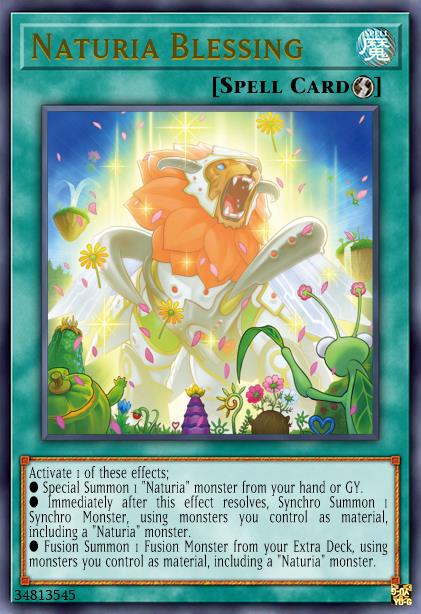 Naturia Blessing
SPELL
魔
[Spell Card]
Activate 1 of these effects;
● Special Summon 1 "Naturia" monster from your hand or GY.
● Immediately after this effect resolves, Synchro Summon 1
Synchro Monster, using monsters you control as material,
including a "Naturia" monster.
● Fusion Summon 1 Fusion Monster from your Extra Deck, using
monsters you control as material, including a "Naturia" monster.
34813545